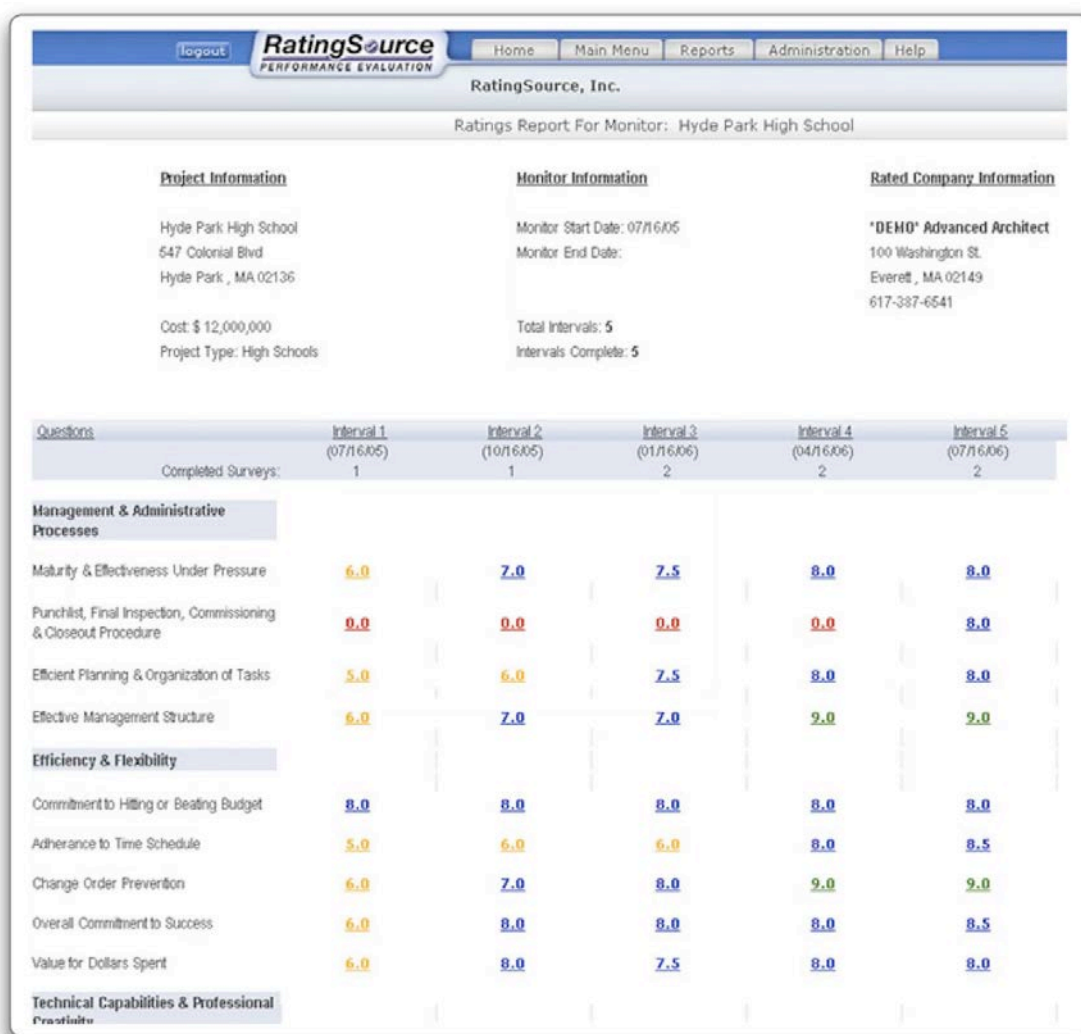 logout
RatingSource
PERFORMANCE EVALUATION
Home Main Menu Reports Administration Help
RatingSource, Inc.
Ratings Report For Monitor: Hyde Park High School
Project Information Monitor Information Rated Company Information
Hyde Park High School Monitor Start Date: 07/16/05 *DEMO* Advanced Architect
547 Colonial Blvd Monitor End Date: 100 Washington St.
Hyde Park , MA 02136 Everett , MA 02149
617-387-6541
Cost: $ 12,000,000 Total Intervals: 5
Project Type: High Schools Intervals Complete: 5
Questions Interval 1 Interval 2 Interval 3 Interval 4 Interval 5
(07/16/05) (10/16/05) (01/16/06) (04/16/06) (07/16/06)
Completed Surveys: 1 1 2 2 2
Management & Administrative
Processes
Maturity & Effectiveness Under Pressure 6.0 7.0 7.5 8.0 8.0
Punchlist, Final Inspection, Commissioning
& Closeout Procedure 0.0 0.0 0.0 0.0 8.0
Efficient Planning & Organization of Tasks 5.0 6.0 7.5 8.0 8.0
Effective Management Structure 6.0 7.0 7.0 9.0 9.0
Efficiency & Flexibility
Commitment to Hitting or Beating Budget 8.0 8.0 8.0 8.0 8.0
Adherance to Time Schedule 5.0 6.0 6.0 8.0 8.5
Change Order Prevention 6.0 7.0 8.0 9.0 9.0
Overall Commitment to Success 6.0 8.0 8.0 8.0 8.5
Value for Dollars Spent 6.0 8.0 7.5 8.0 8.0
Technical Capabilities & Professional
Creativity